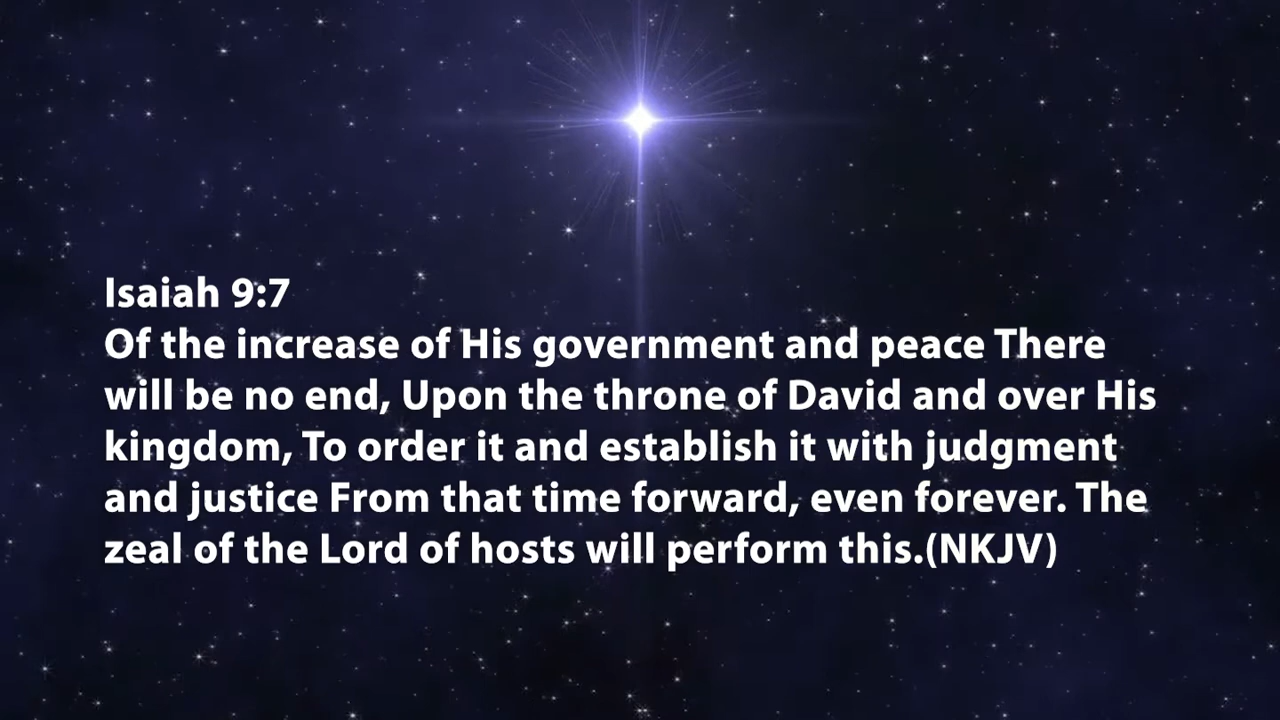 Isaiah 9:7
Of the increase of His government and peace There
will be no end, Upon the throne of David and over His
kingdom, To order it and establish it with judgment
and justice From that time forward, even forever. The
zeal of the Lord of hosts will perform this.(NKJV)